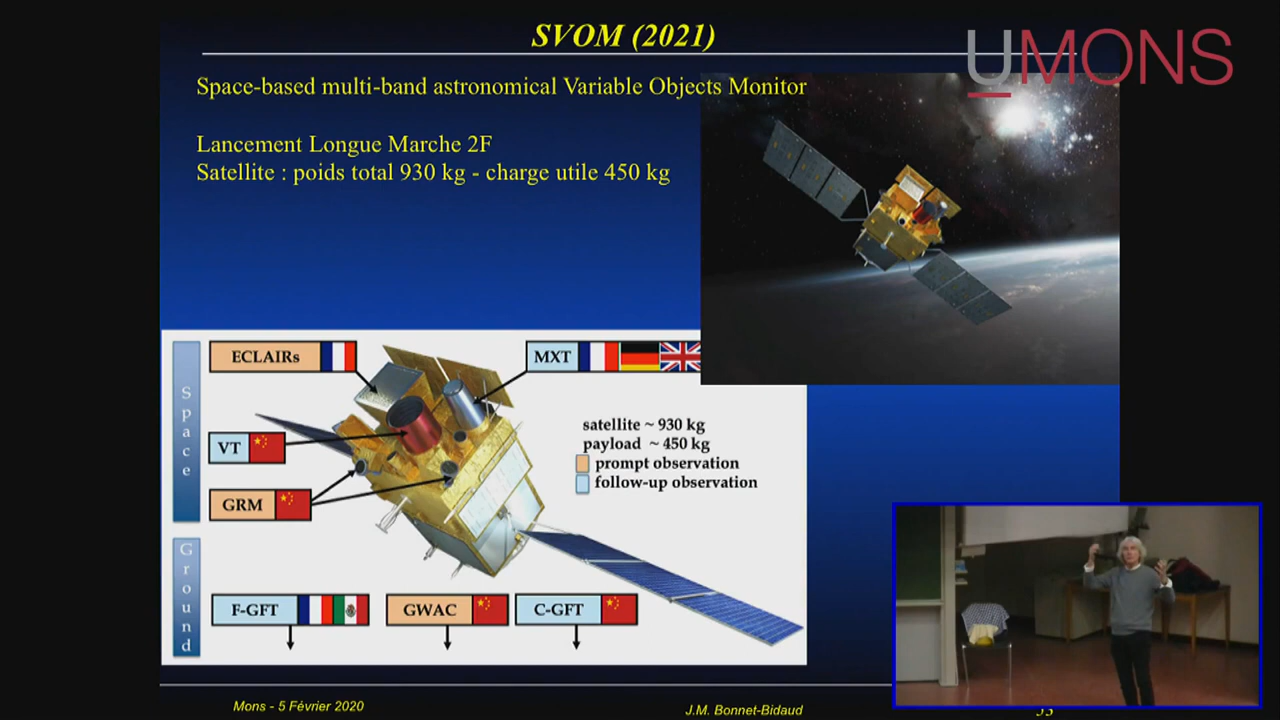 SVOM (2021)
UMONS
Space-based multi-band astronomical Variable Objects Monitor
Lancement Longue Marche 2F
Satellite : poids total 930 kg - charge utile 450 kg
Space
ECLAIRs
MXT
VT
GRM
satellite ~ 930 kg
payload ~ 450 kg
prompt observation
follow-up observation
Ground
F-GFT
GWAC
C-GFT
Mons - 5 Février 2020
J.M. Bonnet-Bidaud